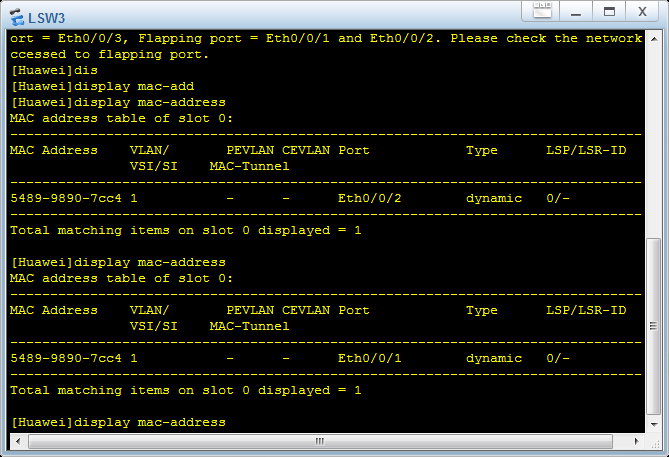 LSW3
ort = Eth0/0/3, Flapping port = Eth0/0/1 and Eth0/0/2. Please check the network
ccessed to flapping port.
[Huawei]dis
[Huawei]display mac-add
[Huawei]display mac-address
MAC address table of slot 0:
-------------------------------------------------------------------------------
MAC Address    VLAN/       PEVLAN CEVLAN Port            Type      LSP/LSR-ID
               VSI/SI    MAC-Tunnel
-------------------------------------------------------------------------------
5489-9890-7cc4 1           -      -      Eth0/0/2        dynamic   0/-
-------------------------------------------------------------------------------
Total matching items on slot 0 displayed = 1
[Huawei]display mac-address
MAC address table of slot 0:
-------------------------------------------------------------------------------
MAC Address    VLAN/       PEVLAN CEVLAN Port            Type      LSP/LSR-ID
               VSI/SI    MAC-Tunnel
-------------------------------------------------------------------------------
5489-9890-7cc4 1           -      -      Eth0/0/1        dynamic   0/-
-------------------------------------------------------------------------------
Total matching items on slot 0 displayed = 1
[Huawei]display mac-address